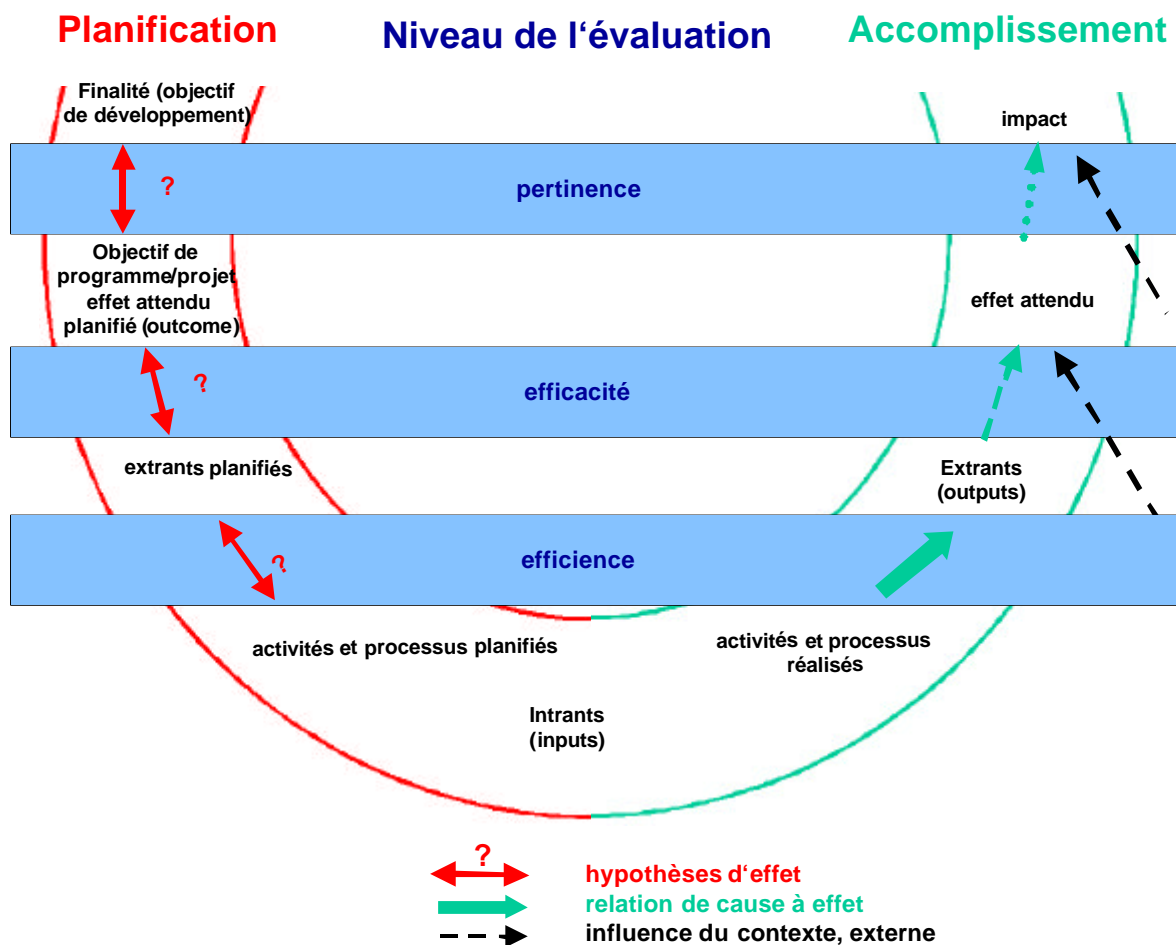 Planification
Niveau de l‘évaluation
Accomplissement
Finalité (objectif
de développement)
impact
?
pertinence
Objectif de
programme/projet
effet attendu
planifié (outcome)
effet attendu
?
efficacité
extrants planifiés
Extrants
(outputs)
?
efficience
activités et processus planifiés
activités et processus
réalisés
Intrants
(inputs)
?
hypothèses d‘effet
relation de cause à effet
influence du contexte, externe